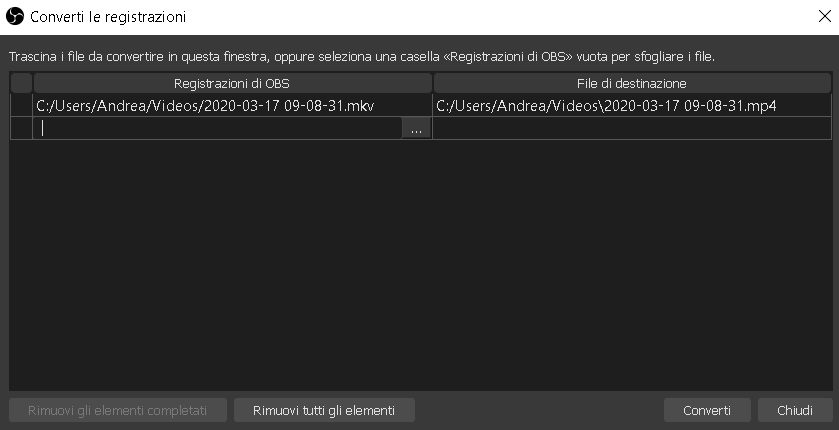 Converti le registrazioni
Trascina i file da convertire in questa finestra, oppure seleziona una casella «Registrazioni di OBS» vuota per sfogliare i file.
Registrazioni di OBS File di destinazione
C:/Users/Andrea/Videos/2020-03-17 09-08-31.mkv C:/Users/Andrea/Videos\2020-03-17 09-08-31.mp4
...
Rimuovi gli elementi completati Rimuovi tutti gli elementi Converti Chiudi